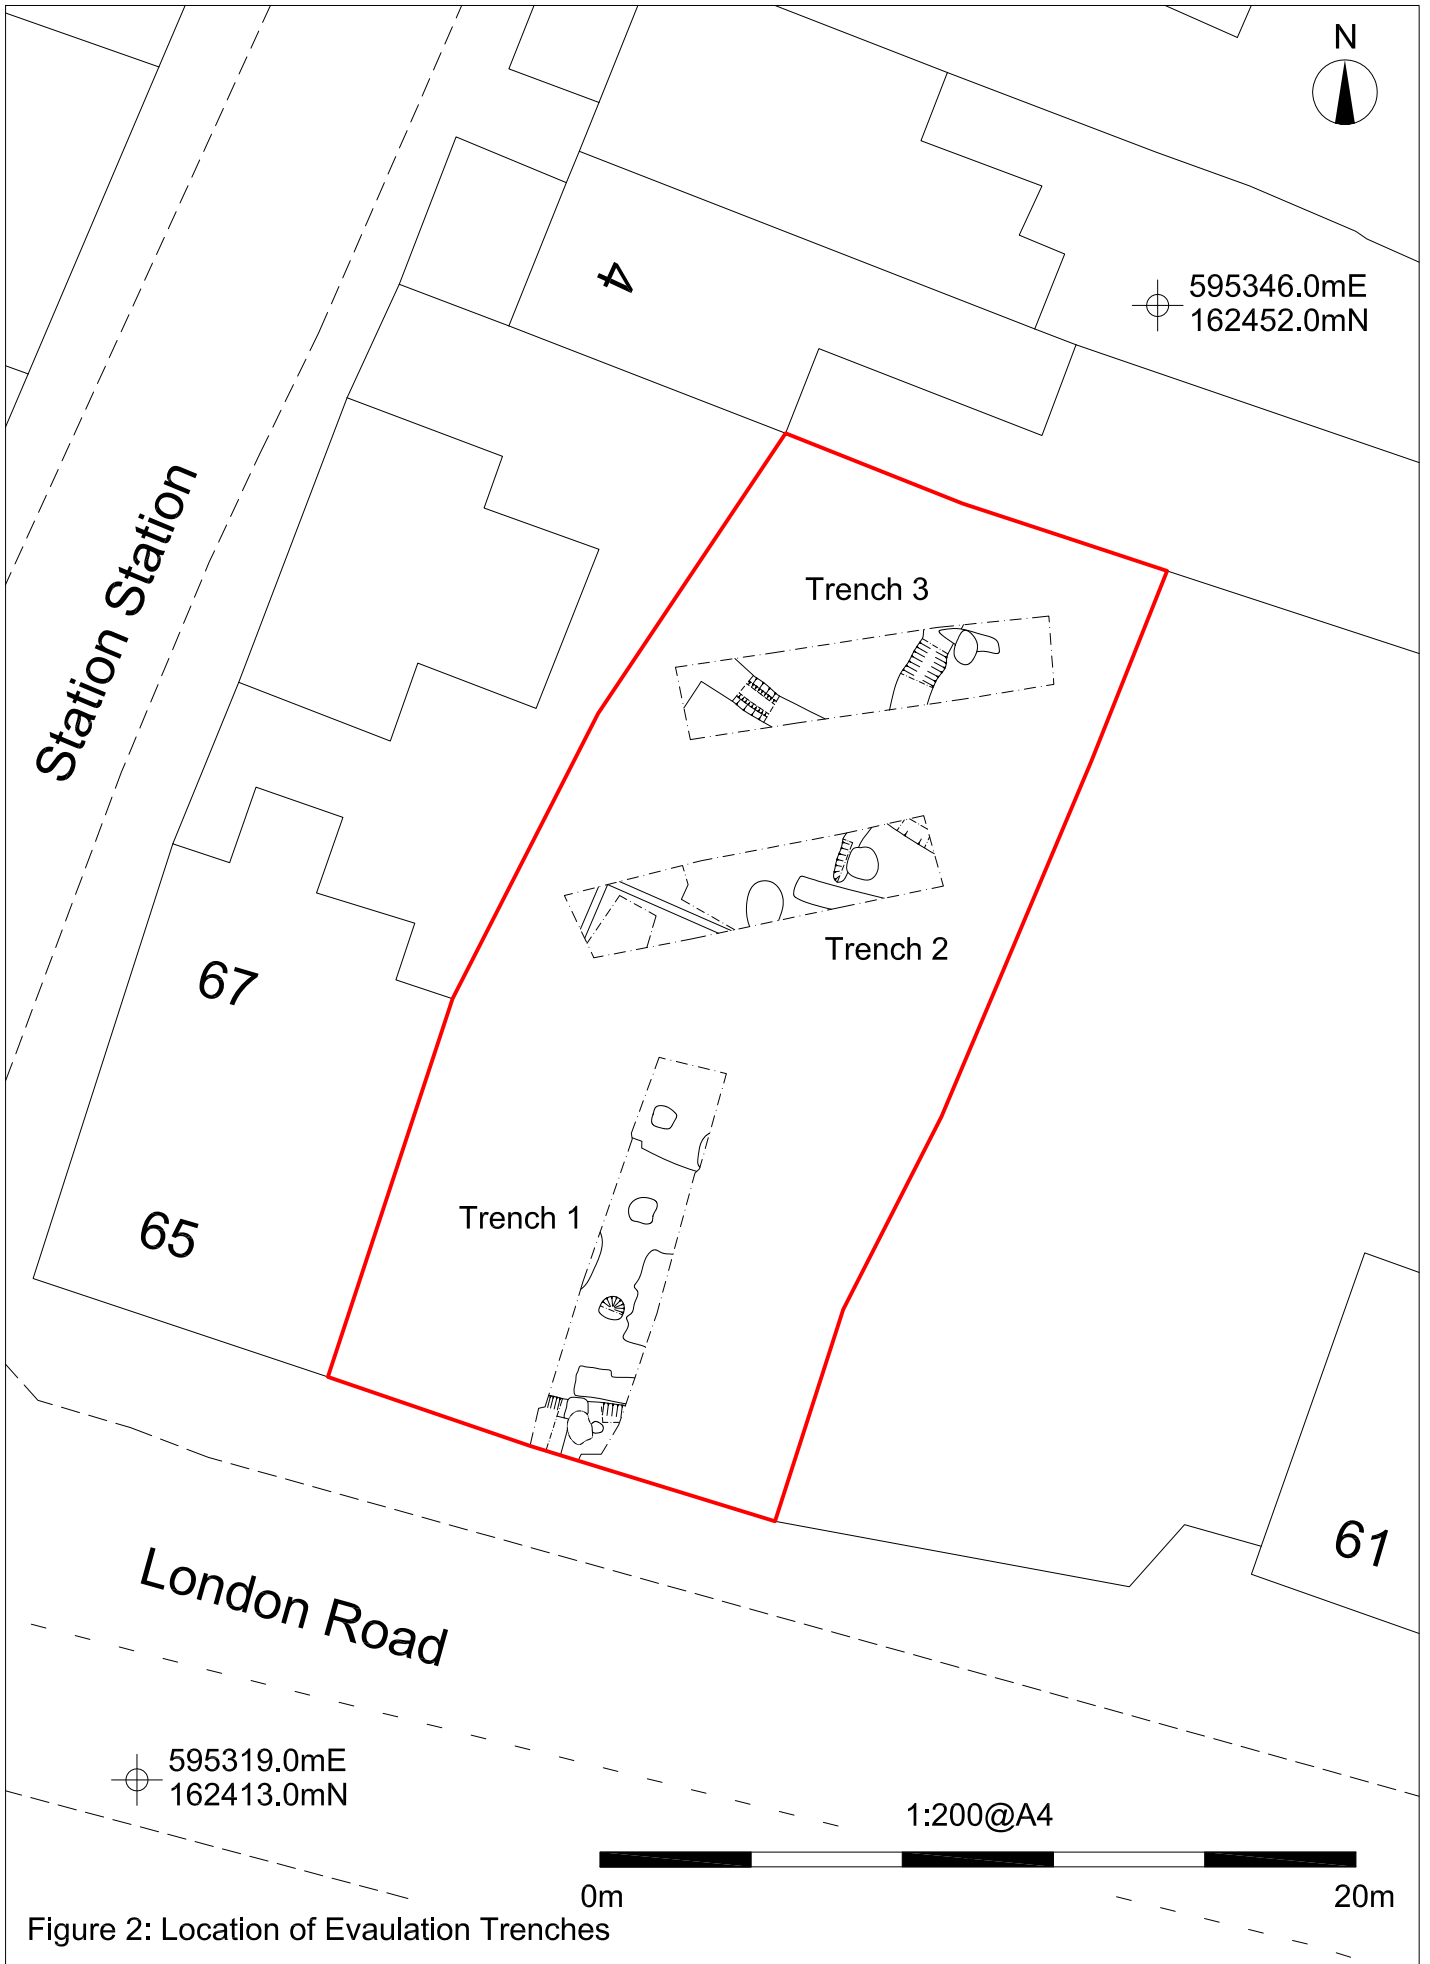 N
4
595346.0mE
162452.0mN
Station Station
Trench 3
Trench 2
67
Trench 1
65
61
London Road
595319.0mE
162413.0mN
1:200@A4
0m
20m
Figure 2: Location of Evaulation Trenches